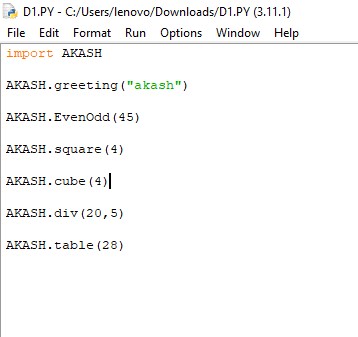 D1.PY - C:/Users/lenovo/Downloads/D1.PY (3.11.1)
File Edit Format Run Options Window Help
import AKASH
AKASH.greeting("akash")
AKASH.EvenOdd(45)
AKASH.square(4)
AKASH.cube(4)
AKASH.div(20,5)
AKASH.table(28)